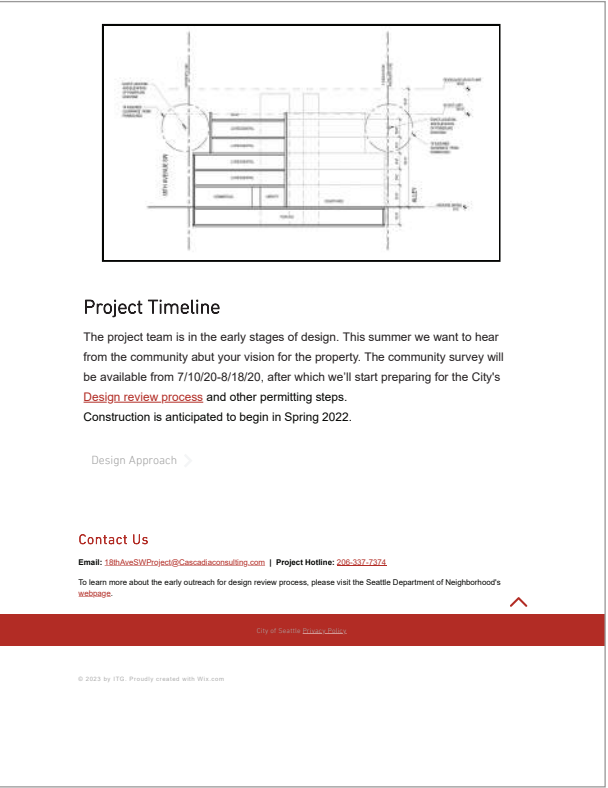 18TH AVENUE SW
ALLEY
Project Timeline
The project team is in the early stages of design. This summer we want to hear
from the community abut your vision for the property. The community survey will
be available from 7/10/20-8/18/20, after which we'll start preparing for the City's
Design review process and other permitting steps.
Construction is anticipated to begin in Spring 2022.
Design Approach
Contact Us
Email: 18thAveSWProject@Cascadiaconsulting.com | Project Hotline: 206-337-7374
To learn more about the early outreach for design review process, please visit the Seattle Department of Neighborhood's
webpage.
City of Seattle Privacy Policy
© 2023 by ITG. Proudly created with Wix.com